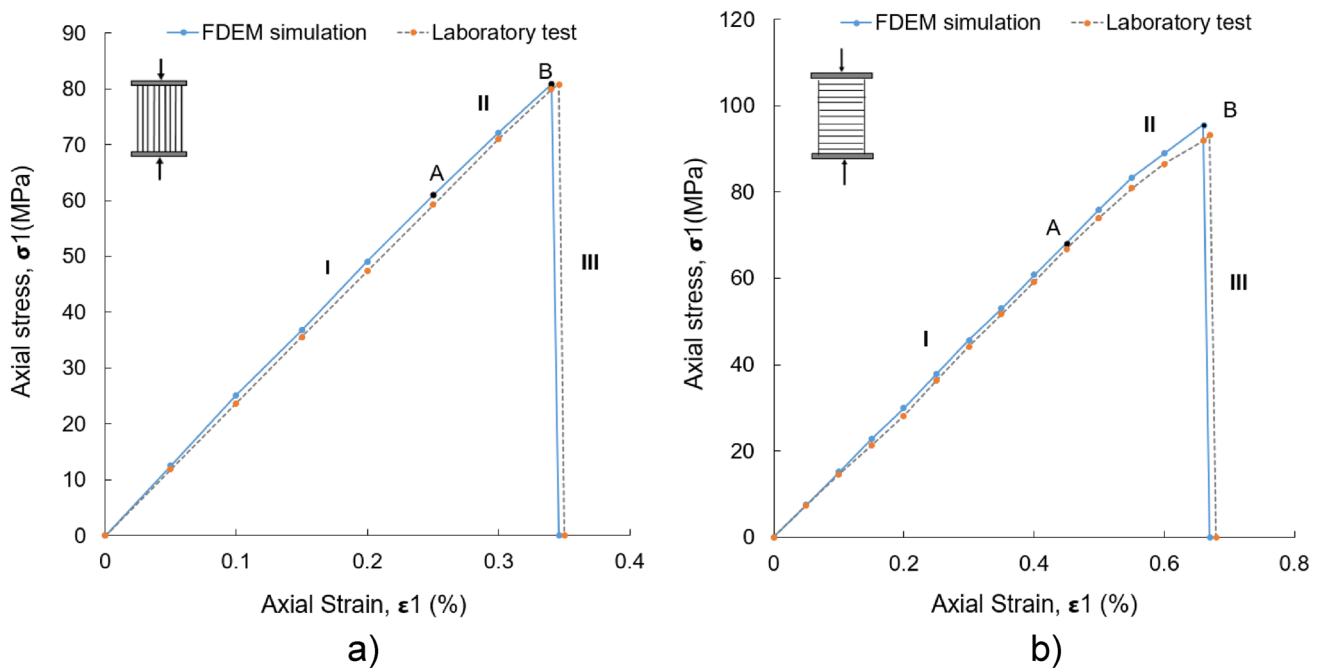 FDEM simulation Laboratory test
90
80
70
60
50
40
30
20
10
0
0 0.1 0.2 0.3 0.4
Axial stress, σ1(MPa)
Axial Strain, ε1 (%)
I
A
II
B
III
a)
FDEM simulation Laboratory test
120
100
80
60
40
20
0
0 0.2 0.4 0.6 0.8
Axial stress, σ1(MPa)
Axial Strain, ε1 (%)
I
A
II
B
III
b)